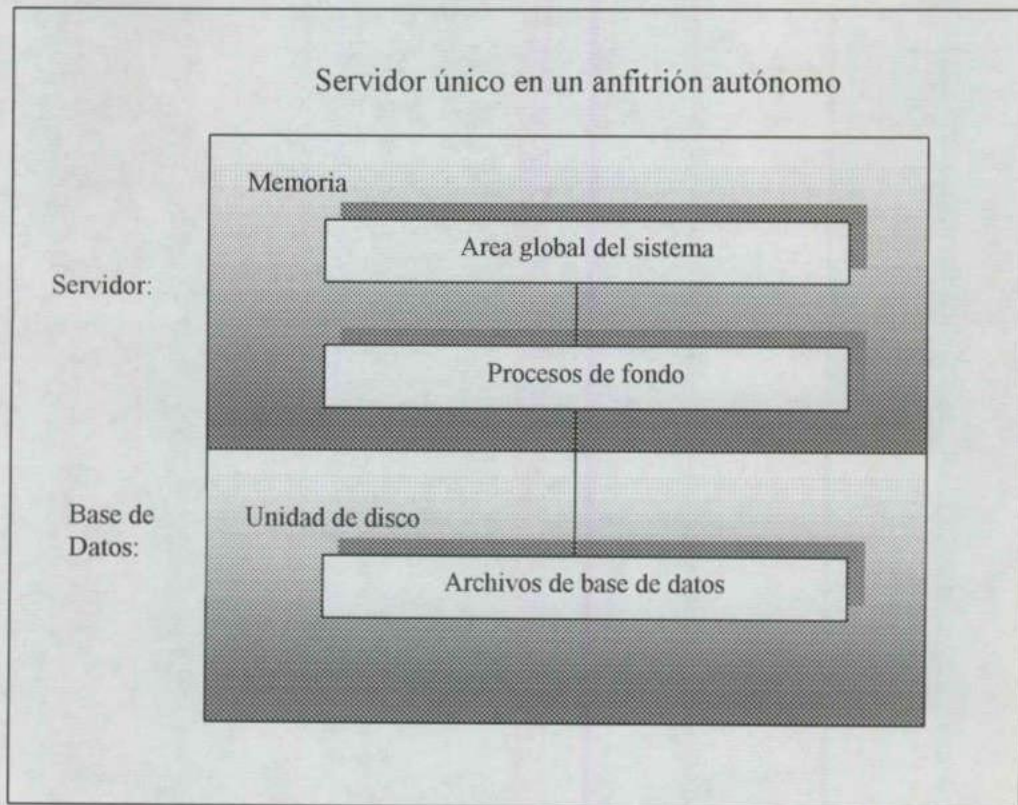 Servidor único en un anfitrión autónomo
Memoria
Area global del sistema
Servidor:
Procesos de fondo
Base de
Datos:
Unidad de disco
Archivos de base de datos